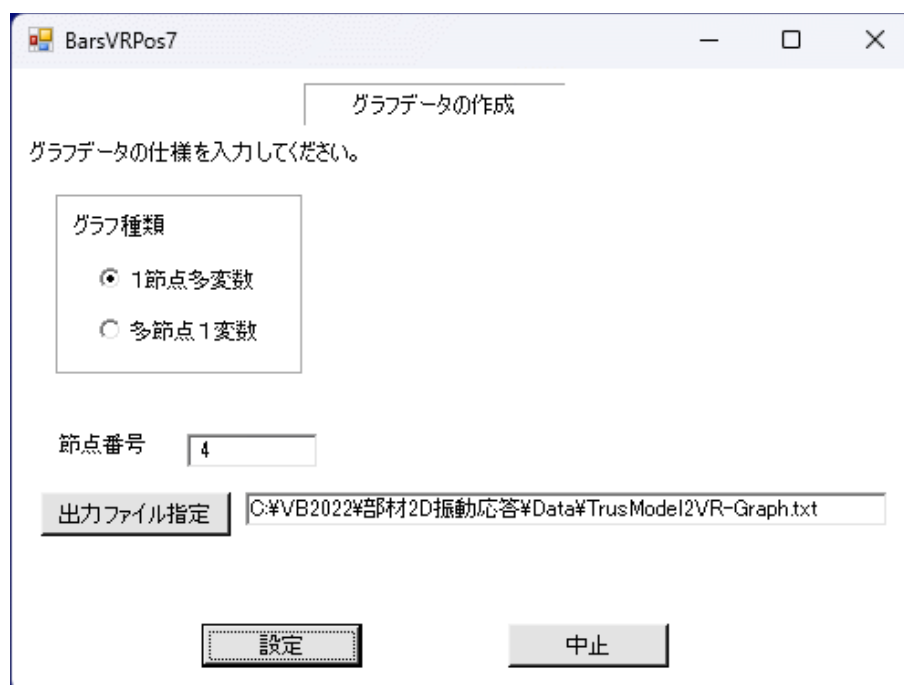 BarsVRPos7
グラフデータの作成
グラフデータの仕様を入力してください。
グラフ種類
1節点多変数
多節点1変数
節点番号 4
出力ファイル指定 C:¥VB2022¥部材2D振動応答¥Data¥TrusModel2VR-Graph.txt
設定 中止